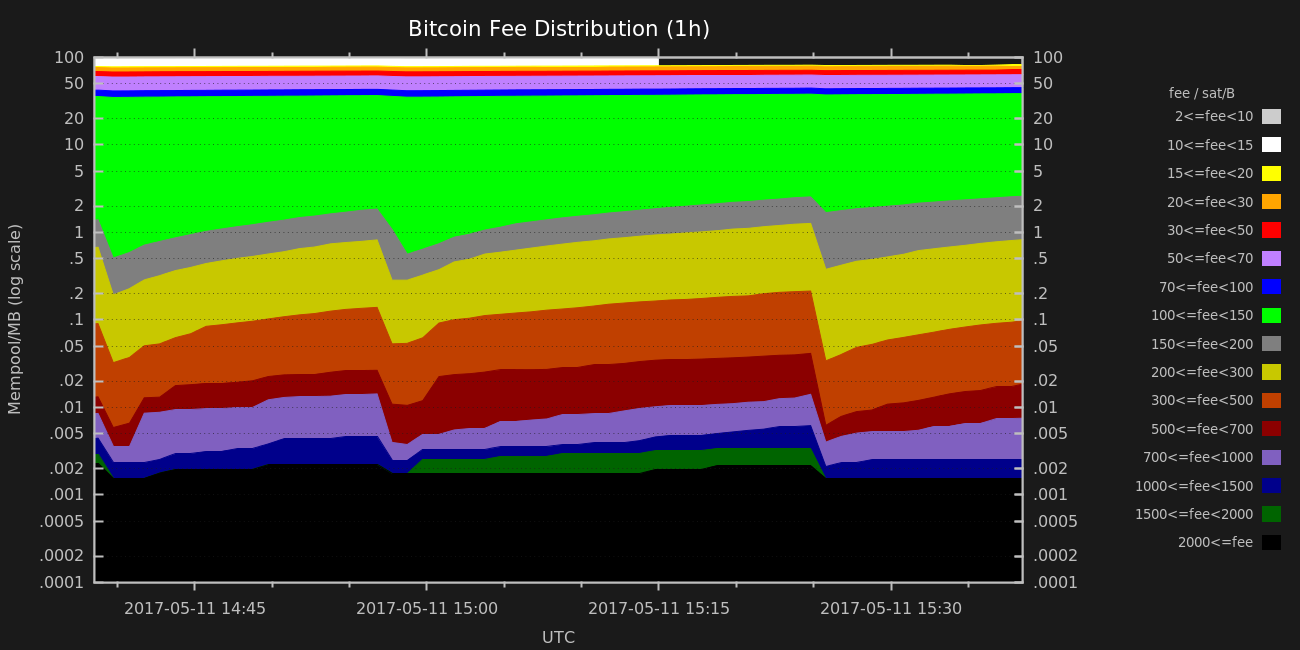 Bitcoin Fee Distribution (1h)
Mempool/MB (log scale)
100
50
20
10
5
2
1
.5
.2
.1
.05
.02
.01
.005
.002
.001
.0005
.0002
.0001
100
50
20
10
5
2
1
.5
.2
.1
.05
.02
.01
.005
.002
.001
.0005
.0002
.0001
fee / sat/B
2<=fee<10
10<=fee<15
15<=fee<20
20<=fee<30
30<=fee<50
50<=fee<70
70<=fee<100
100<=fee<150
150<=fee<200
200<=fee<300
300<=fee<500
500<=fee<700
700<=fee<1000
1000<=fee<1500
1500<=fee<2000
2000<=fee
2017-05-11 14:45 2017-05-11 15:00 2017-05-11 15:15 2017-05-11 15:30
UTC